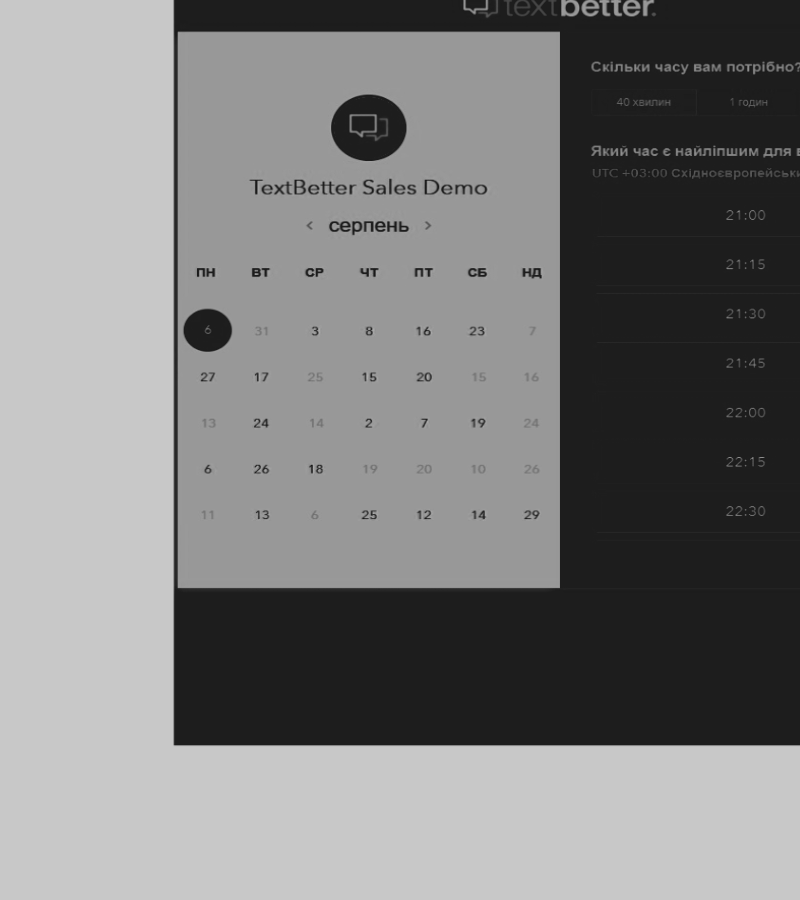 textbetter.
TextBetter Sales Demo
< серпень >
ПН ВТ СР ЧТ ПТ СБ НД
6 31 3 8 16 23 7
27 17 25 15 20 15 16
13 24 14 2 7 19 24
6 26 18 19 20 10 26
11 13 6 25 12 14 29
Скільки часу вам потрібно?
40 хвилин 1 годин
Який час є найліпшим для
UTC +03:00
21:00
21:15
21:30
21:45
22:00
22:15
22:30